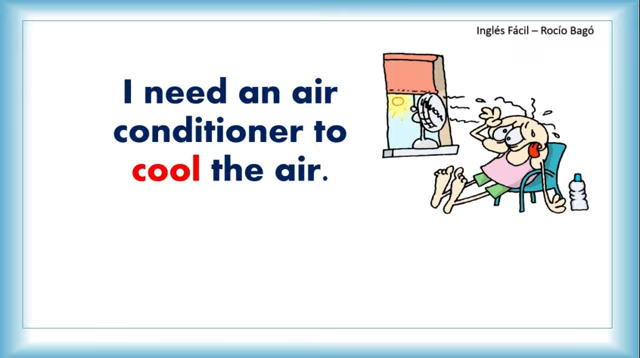 Inglés Fácil – Rocío Bagó
I need an air
conditioner to
cool the air.